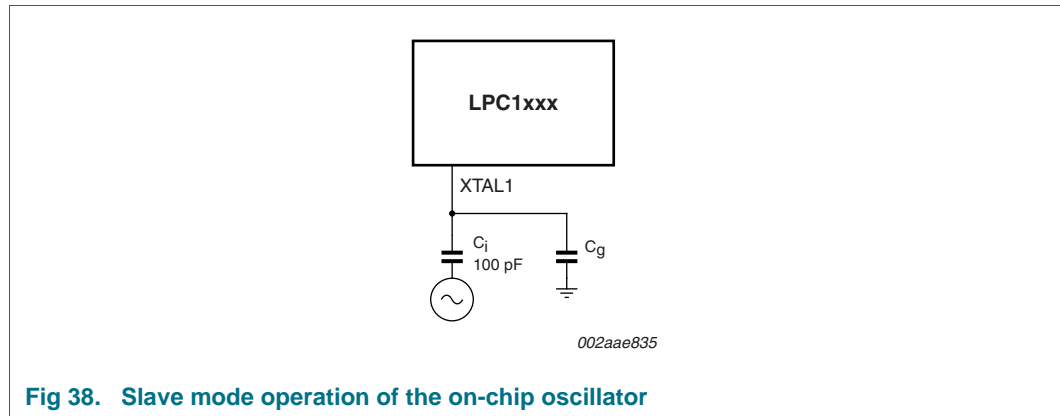 LPC1xxx
XTAL1
Ci
100 pF
Cg
002aae835
Fig 38. Slave mode operation of the on-chip oscillator